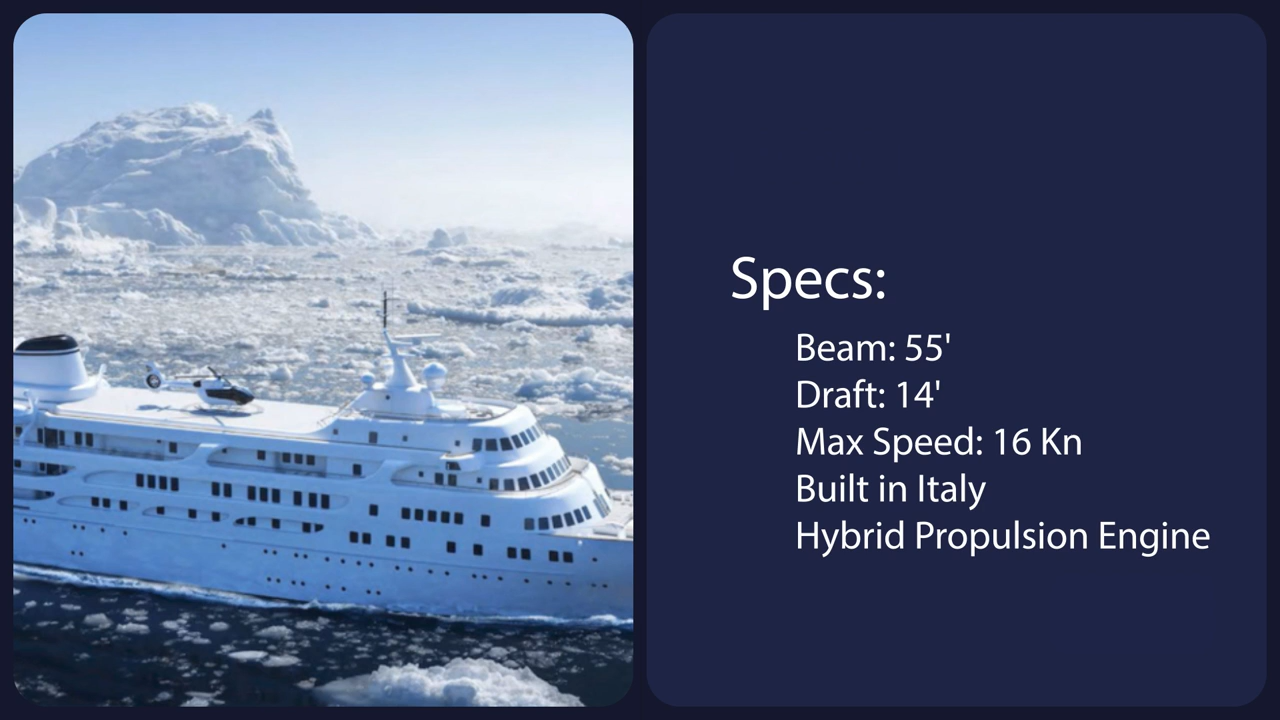 Specs:
Beam: 55'
Draft: 14'
Max Speed: 16 Kn
Built in Italy
Hybrid Propulsion Engine